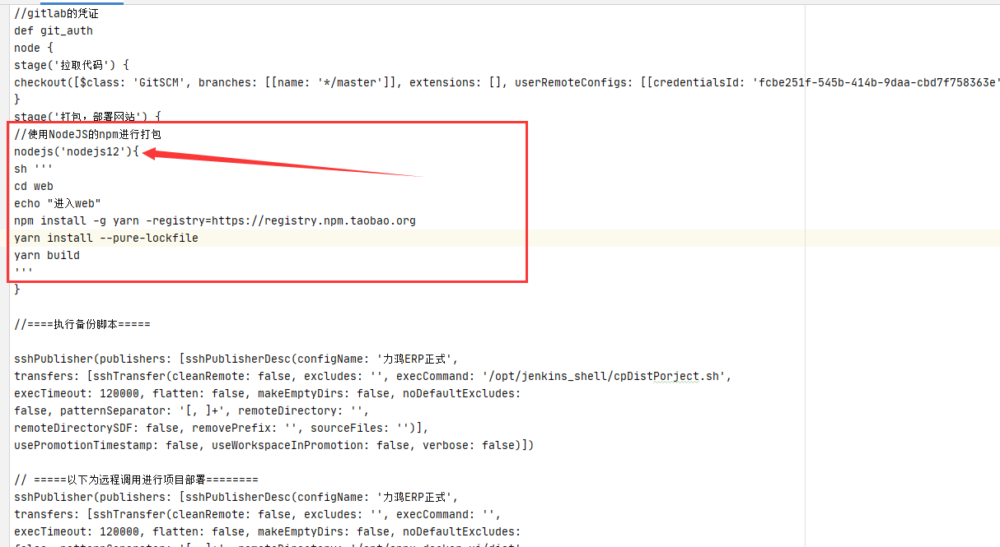 //gitlab的凭证
def git_auth
node {
stage('拉取代码') {
checkout([$class: 'GitSCM', branches: [[name: '*/master']], extensions: [], userRemoteConfigs: [[credentialsId: 'fcbe251f-545b-414b-9daa-cbd7f758363e'
}
stage('打包，部署网站') {
//使用NodeJS的npm进行打包
nodejs('nodejs12'){
sh '''
cd web
echo "进入web"
npm install -g yarn -registry=https://registry.npm.taobao.org
yarn install --pure-lockfile
yarn build
'''
}
//====执行备份脚本=====
sshPublisher(publishers: [sshPublisherDesc(configName: '力鸿ERP正式',
transfers: [sshTransfer(cleanRemote: false, excludes: '', execCommand: '/opt/jenkins_shell/cpDistPorject.sh',
execTimeout: 120000, flatten: false, makeEmptyDirs: false, noDefaultExcludes:
false, patternSeparator: '[, ]+', remoteDirectory: '',
remoteDirectorySDF: false, removePrefix: '', sourceFiles: '')],
usePromotionTimestamp: false, useWorkspaceInPromotion: false, verbose: false)])
// =====以下为远程调用进行项目部署========
sshPublisher(publishers: [sshPublisherDesc(configName: '力鸿ERP正式',
transfers: [sshTransfer(cleanRemote: false, excludes: '', execCommand: '',
execTimeout: 120000, flatten: false, makeEmptyDirs: false, noDefaultExcludes:
false, patternSeparator: '[, ]+', remoteDirectory: